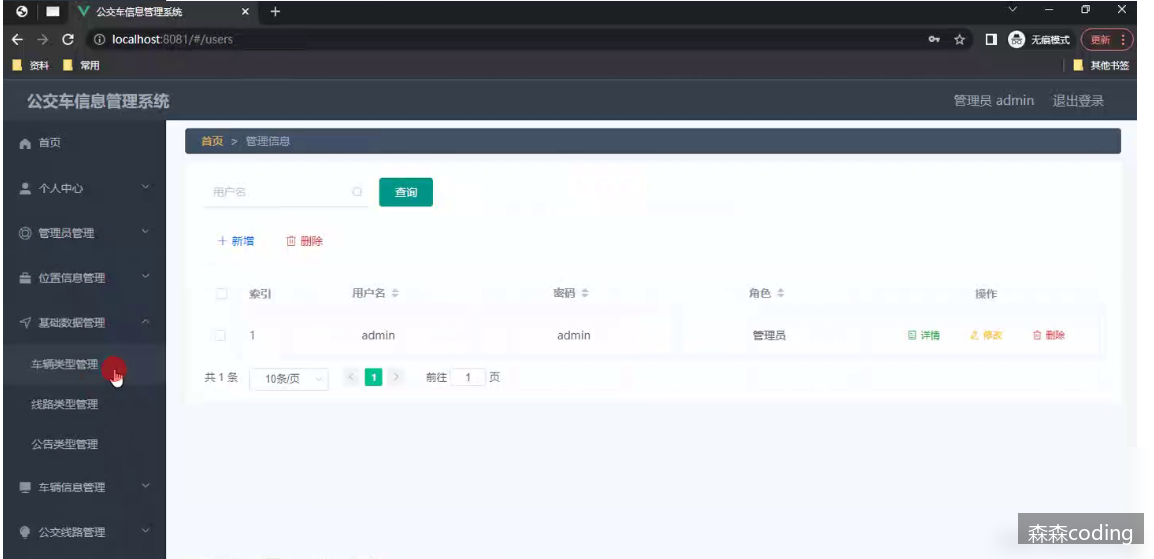 公交车信息管理系统
localhost:8081/#/users
无痕模式
更新
资料
常用
其他书签
公交车信息管理系统
管理员 admin
退出登录
首页
个人中心
管理员管理
位置信息管理
基础数据管理
车辆类型管理
线路类型管理
公告类型管理
车辆信息管理
公交线路管理
首页 > 管理信息
用户名
查询
新增
删除
索引 用户名 密码 角色 操作
1 admin admin 管理员 详情 修改 删除
共 1 条 10条/页 1 前往 1 页
森森coding